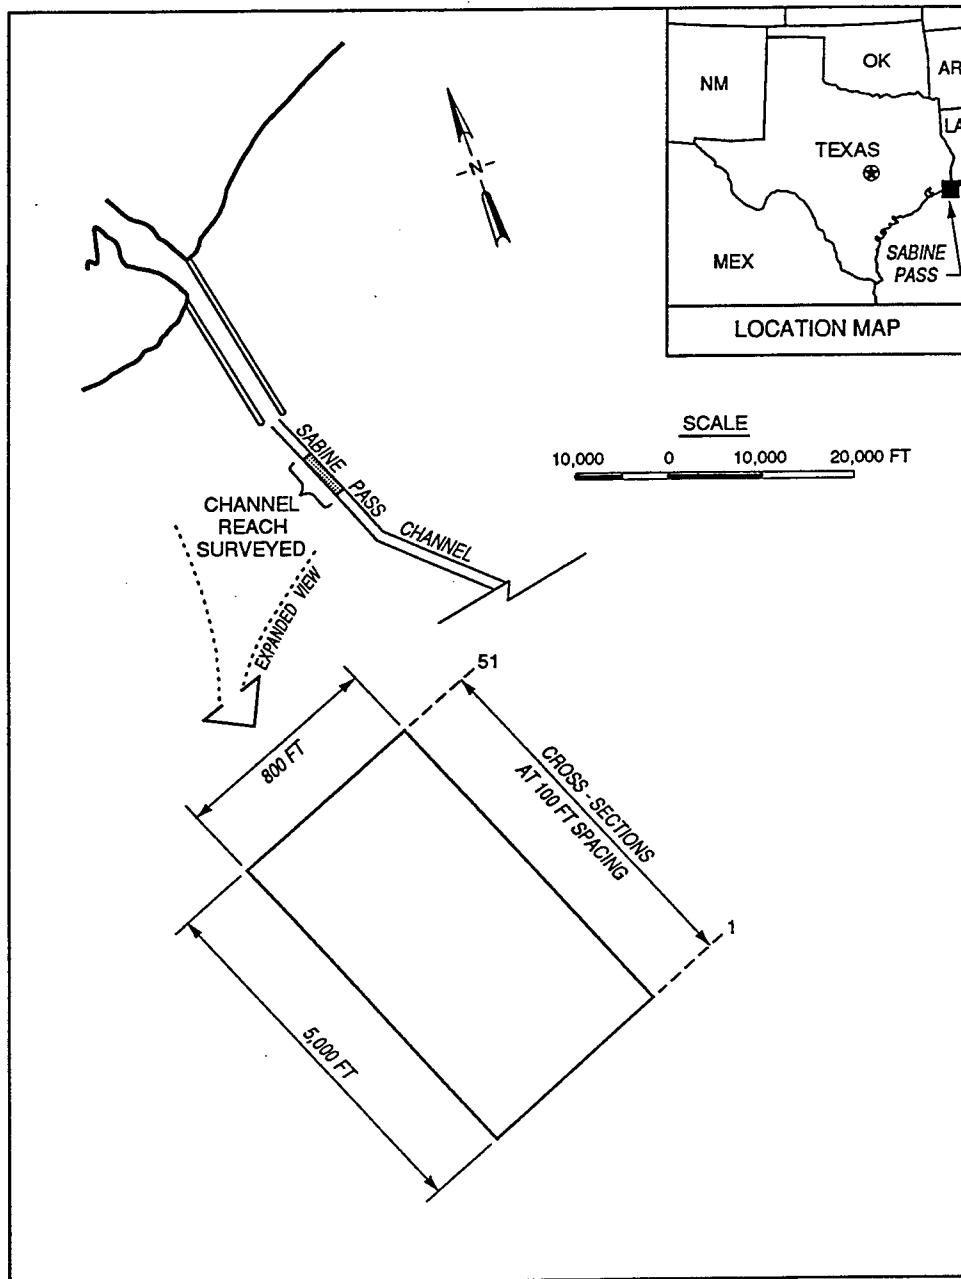 NM
OK
AR
LA
TEXAS
MEX
SABINE
PASS
LOCATION MAP
N
SCALE
10,000 0 10,000 20,000 FT
SABINE PASS CHANNEL
CHANNEL
REACH
SURVEYED
EXPANDED VIEW
51
800 FT
CROSS - SECTIONS
AT 100 FT SPACING
1
5,000 FT